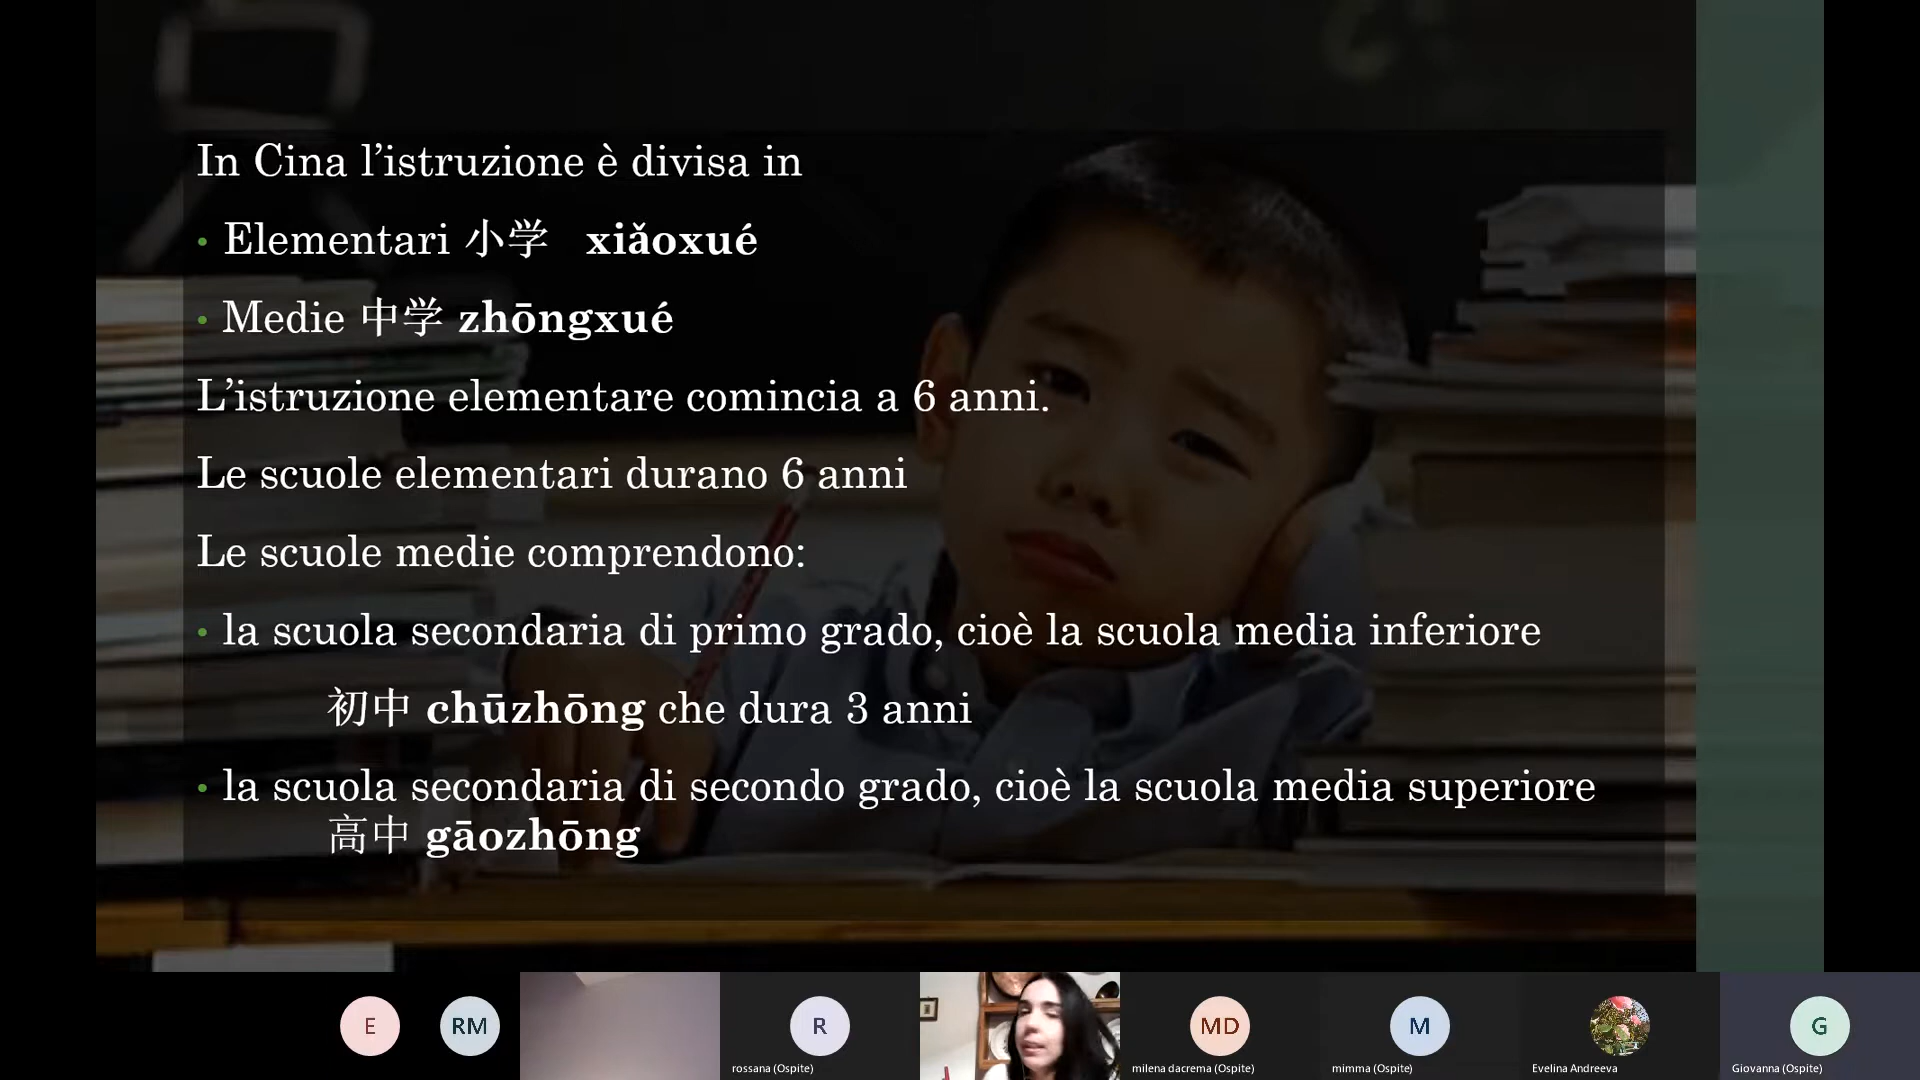 In Cina l’istruzione è divisa in
• Elementari 小学 xiǎoxué
• Medie 中学 zhōngxué
L’istruzione elementare comincia a 6 anni.
Le scuole elementari durano 6 anni
Le scuole medie comprendono:
• la scuola secondaria di primo grado, cioè la scuola media inferiore
初中 chūzhōng che dura 3 anni
• la scuola secondaria di secondo grado, cioè la scuola media superiore
高中 gāozhōng
E
RM
R
MD
M
G
rossana (Ospite)
milena dacrema (Ospite)
mimma (Ospite)
Evelina Andreeva
Giovanna (Ospite)